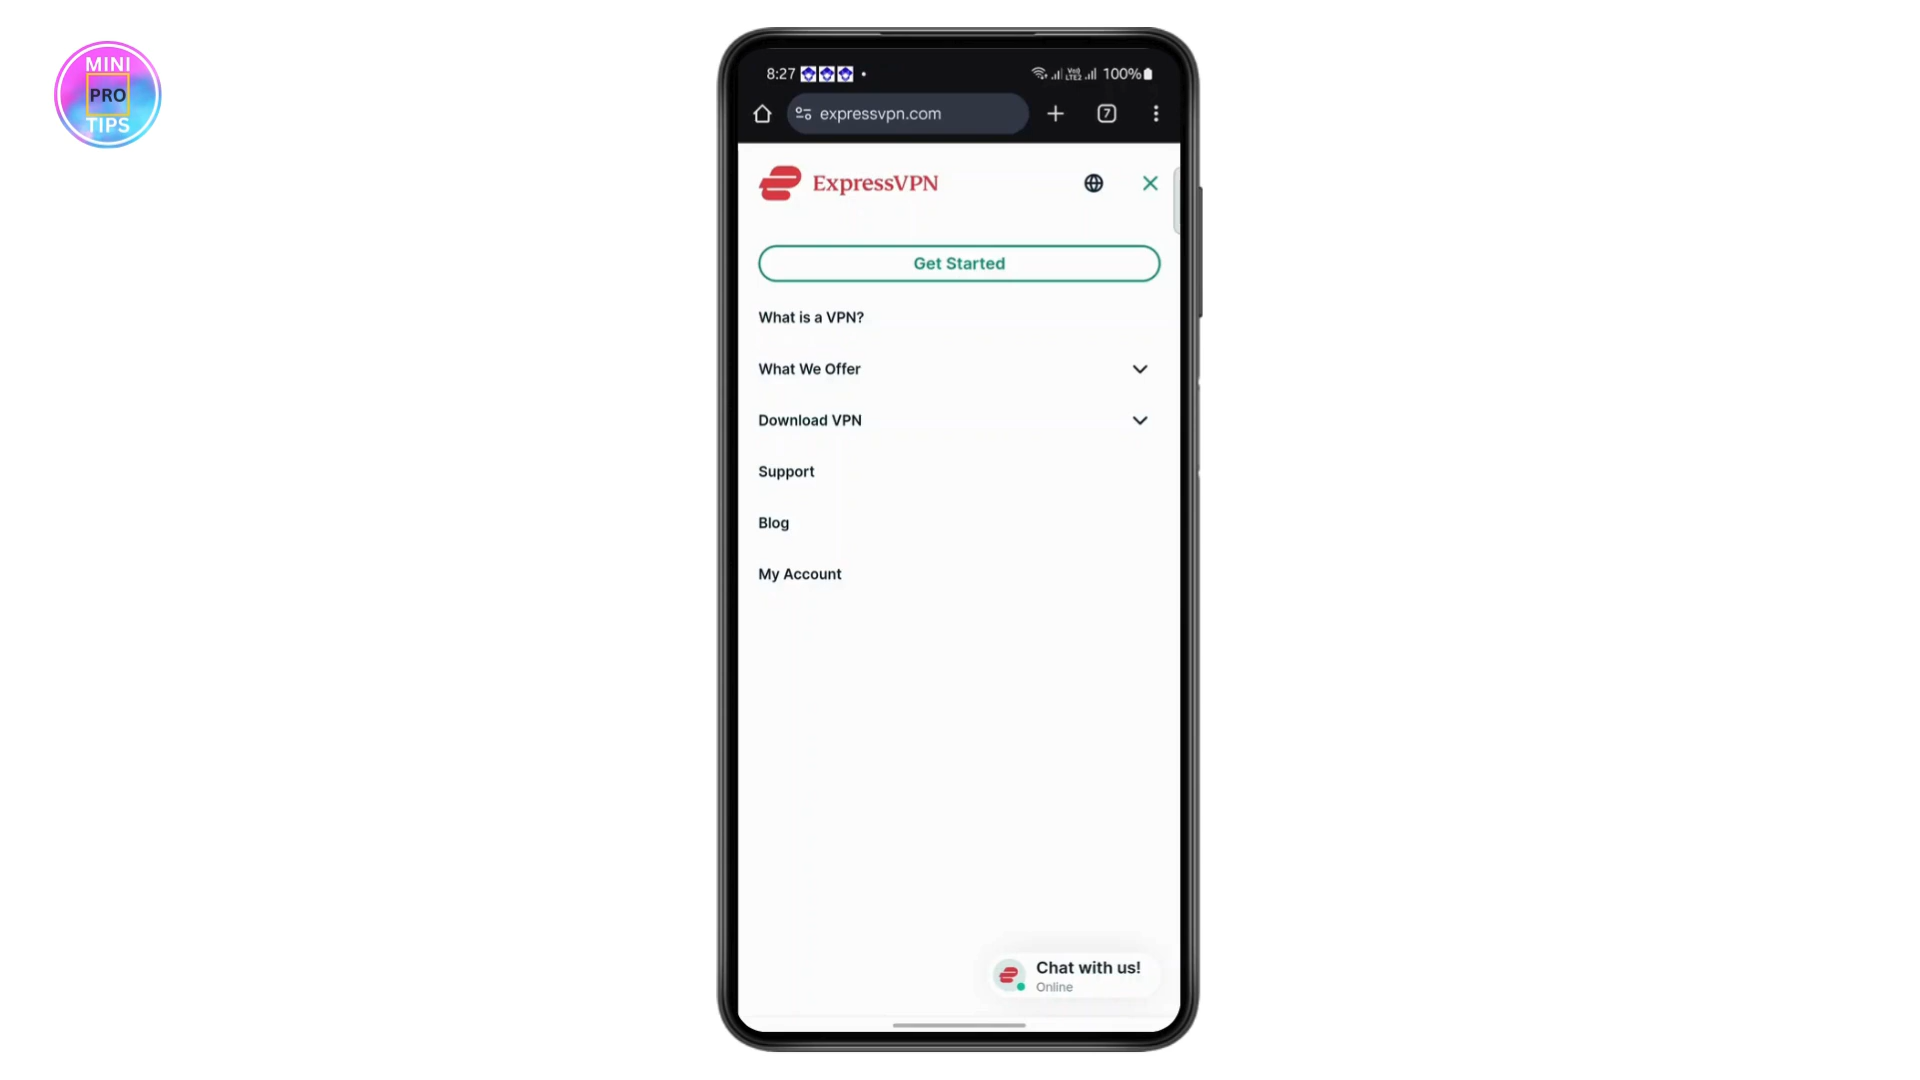 MINI
PRO
TIPS
8:27
100%
expressvpn.com
7
ExpressVPN
Get Started
What is a VPN?
What We Offer
Download VPN
Support
Blog
My Account
Chat with us!
Online